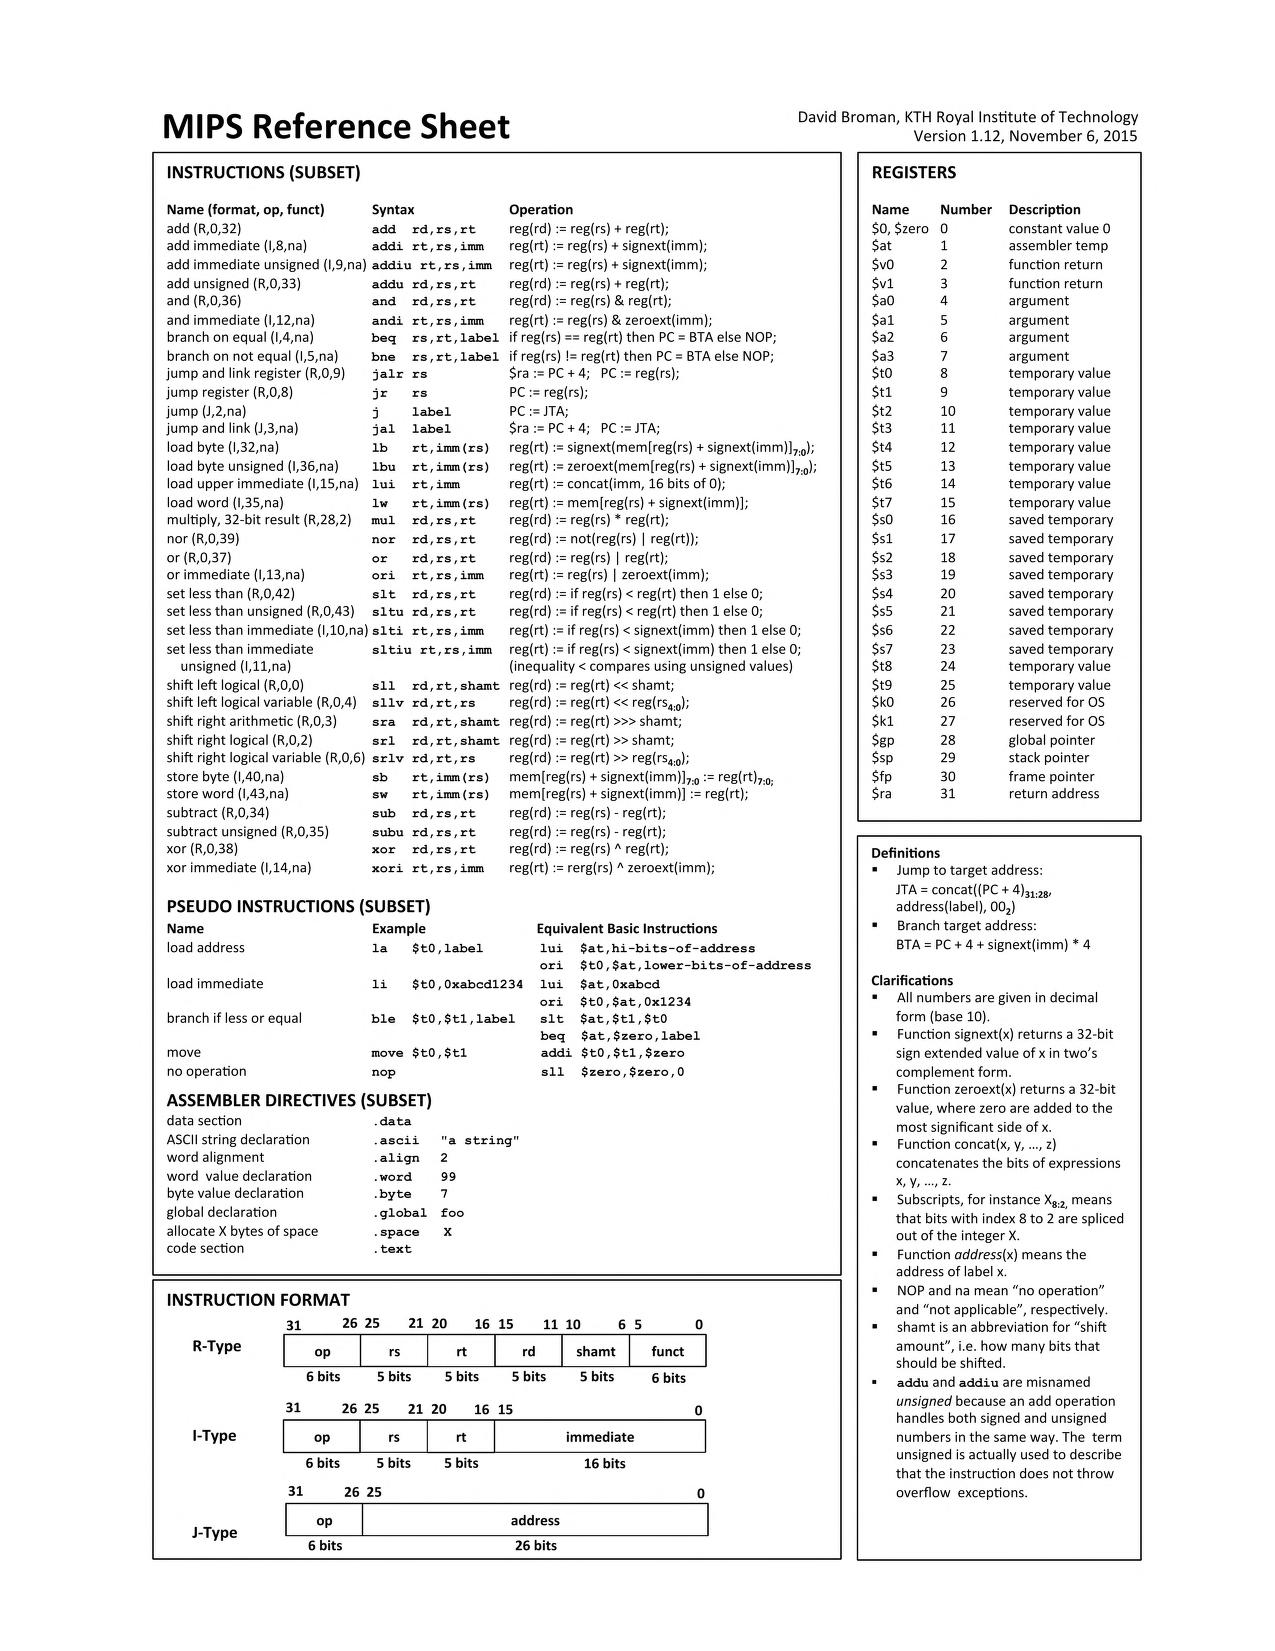 MIPS Reference Sheet
David Broman, KTH Royal Institute of Technology
Version 1.12, November 6, 2015
INSTRUCTIONS (SUBSET)
Name (format, op, funct) Syntax Operation
add (R,0,32) add rd,rs,rt reg(rd) := reg(rs) + reg(rt);
add immediate (I,8,na) addi rt,rs,imm reg(rt) := reg(rs) + signext(imm);
add immediate unsigned (I,9,na) addiu rt,rs,imm reg(rt) := reg(rs) + signext(imm);
add unsigned (R,0,33) addu rd,rs,rt reg(rd) := reg(rs) + reg(rt);
and (R,0,36) and rd,rs,rt reg(rd) := reg(rs) & reg(rt);
and immediate (I,12,na) andi rt,rs,imm reg(rt) := reg(rs) & zeroext(imm);
branch on equal (I,4,na) beq rs,rt,label if reg(rs) == reg(rt) then PC = BTA else NOP;
branch on not equal (I,5,na) bne rs,rt,label if reg(rs) != reg(rt) then PC = BTA else NOP;
jump and link register (R,0,9) jalr rs $ra := PC + 4; PC := reg(rs);
jump register (R,0,8) jr rs PC := reg(rs);
jump (J,2,na) j label PC := JTA;
jump and link (J,3,na) jal label $ra := PC + 4; PC := JTA;
load byte (I,32,na) lb rt,imm(rs) reg(rt) := signext(mem[reg(rs) + signext(imm)]7:0);
load byte unsigned (I,36,na) lbu rt,imm(rs) reg(rt) := zeroext(mem[reg(rs) + signext(imm)]7:0);
load upper immediate (I,15,na) lui rt,imm reg(rt) := concat(imm, 16 bits of 0);
load word (I,35,na) lw rt,imm(rs) reg(rt) := mem[reg(rs) + signext(imm)];
multiply, 32-bit result (R,28,2) mul rd,rs,rt reg(rd) := reg(rs) * reg(rt);
nor (R,0,39) nor rd,rs,rt reg(rd) := not(reg(rs) | reg(rt));
or (R,0,37) or rd,rs,rt reg(rd) := reg(rs) | reg(rt);
or immediate (I,13,na) ori rt,rs,imm reg(rt) := reg(rs) | zeroext(imm);
set less than (R,0,42) slt rd,rs,rt reg(rd) := if reg(rs) < reg(rt) then 1 else 0;
set less than unsigned (R,0,43) sltu rd,rs,rt reg(rd) := if reg(rs) < reg(rt) then 1 else 0;
set less than immediate (I,10,na) slti rt,rs,imm reg(rt) := if reg(rs) < signext(imm) then 1 else 0;
set less than immediate sltiu rt,rs,imm reg(rt) := if reg(rs) < signext(imm) then 1 else 0;
unsigned (I,11,na) (inequality < compares using unsigned values)
shift left logical (R,0,0) sll rd,rt,shamt reg(rd) := reg(rt) << shamt;
shift left logical variable (R,0,4) sllv rd,rt,rs reg(rd) := reg(rt) << reg(rs4:0);
shift right arithmetic (R,0,3) sra rd,rt,shamt reg(rd) := reg(rt) >>> shamt;
shift right logical (R,0,2) srl rd,rt,shamt reg(rd) := reg(rt) >> shamt;
shift right logical variable (R,0,6) srlv rd,rt,rs reg(rd) := reg(rt) >> reg(rs4:0);
store byte (I,40,na) sb rt,imm(rs) mem[reg(rs) + signext(imm)]7:0 := reg(rt)7:0;
store word (I,43,na) sw rt,imm(rs) mem[reg(rs) + signext(imm)] := reg(rt);
subtract (R,0,34) sub rd,rs,rt reg(rd) := reg(rs) - reg(rt);
subtract unsigned (R,0,35) subu rd,rs,rt reg(rd) := reg(rs) - reg(rt);
xor (R,0,38) xor rd,rs,rt reg(rd) := reg(rs) ^ reg(rt);
xor immediate (I,14,na) xori rt,rs,imm reg(rt) := rerg(rs) ^ zeroext(imm);
PSEUDO INSTRUCTIONS (SUBSET)
Name Example Equivalent Basic Instructions
load address la $t0,label lui $at,hi-bits-of-address
ori $t0,$at,lower-bits-of-address
load immediate li $t0,0xabcd1234 lui $at,0xabcd
ori $t0,$at,0x1234
branch if less or equal ble $t0,$t1,label slt $at,$t1,$t0
beq $at,$zero,label
move move $t0,$t1 addi $t0,$t1,$zero
no operation nop sll $zero,$zero,0
ASSEMBLER DIRECTIVES (SUBSET)
data section .data
ASCII string declaration .ascii "a string"
word alignment .align 2
word value declaration .word 99
byte value declaration .byte 7
global declaration .global foo
allocate X bytes of space .space X
code section .text
INSTRUCTION FORMAT
31 26 25 21 20 16 15 11 10 6 5 0
R-Type op rs rt rd shamt funct
6 bits 5 bits 5 bits 5 bits 5 bits 6 bits
31 26 25 21 20 16 15 0
I-Type op rs rt immediate
6 bits 5 bits 5 bits 16 bits
31 26 25 0
J-Type op address
6 bits 26 bits
REGISTERS
Name Number Description
$0, $zero 0 constant value 0
$at 1 assembler temp
$v0 2 function return
$v1 3 function return
$a0 4 argument
$a1 5 argument
$a2 6 argument
$a3 7 argument
$t0 8 temporary value
$t1 9 temporary value
$t2 10 temporary value
$t3 11 temporary value
$t4 12 temporary value
$t5 13 temporary value
$t6 14 temporary value
$t7 15 temporary value
$s0 16 saved temporary
$s1 17 saved temporary
$s2 18 saved temporary
$s3 19 saved temporary
$s4 20 saved temporary
$s5 21 saved temporary
$s6 22 saved temporary
$s7 23 saved temporary
$t8 24 temporary value
$t9 25 temporary value
$k0 26 reserved for OS
$k1 27 reserved for OS
$gp 28 global pointer
$sp 29 stack pointer
$fp 30 frame pointer
$ra 31 return address
Definitions
▪ Jump to target address:
JTA = concat((PC + 4)31:28,
address(label), 002)
▪ Branch target address:
BTA = PC + 4 + signext(imm) * 4
Clarifications
▪ All numbers are given in decimal
form (base 10).
▪ Function signext(x) returns a 32-bit
sign extended value of x in two's
complement form.
▪ Function zeroext(x) returns a 32-bit
value, where zero are added to the
most significant side of x.
▪ Function concat(x, y, …, z)
concatenates the bits of expressions
x, y, …, z.
▪ Subscripts, for instance X8:2, means
that bits with index 8 to 2 are spliced
out of the integer X.
▪ Function address(x) means the
address of label x.
▪ NOP and na mean “no operation”
and “not applicable”, respectively.
▪ shamt is an abbreviation for “shift
amount”, i.e. how many bits that
should be shifted.
▪ addu and addiu are misnamed
unsigned because an add operation
handles both signed and unsigned
numbers in the same way. The term
unsigned is actually used to describe
that the instruction does not throw
overflow exceptions.